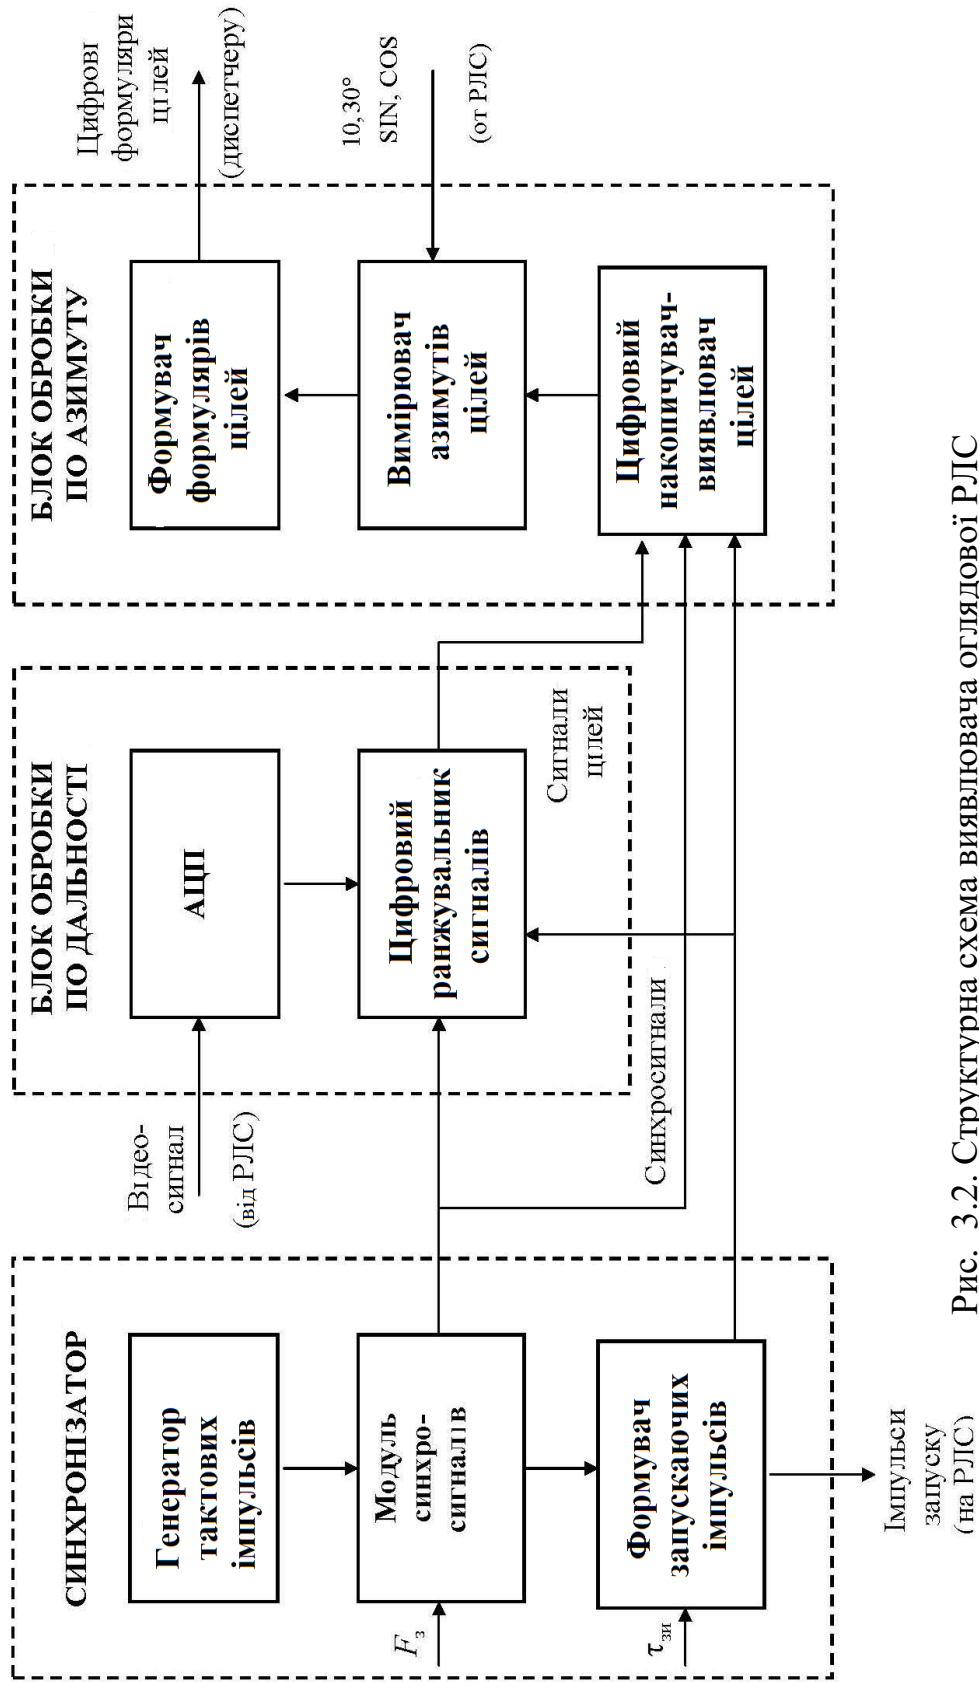 СИНХРОНІЗАТОР
Генератор
тактових
імпульсів
Модуль
синхро-
сигналів
Формувач
запускаючих
імпульсів
Fз
τзи
Імпульси
запуску
(на РЛС)
Відео-
сигнал
(від РЛС)
Синхросигнали
БЛОК ОБРОБКИ
ПО ДАЛЬНОСТІ
АЦП
Цифровий
ранжувальник
сигналів
Сигнали
цілей
БЛОК ОБРОБКИ
ПО АЗИМУТУ
Формувач
формулярів
цілей
Вимірювач
азимутів
цілей
Цифровий
накопичувач-
виявлювач
цілей
Цифрові
формуляри
цілей
(диспетчеру)
10,30°
SIN, COS
(от РЛС)
Рис. 3.2. Структурна схема виявлювача оглядової РЛС